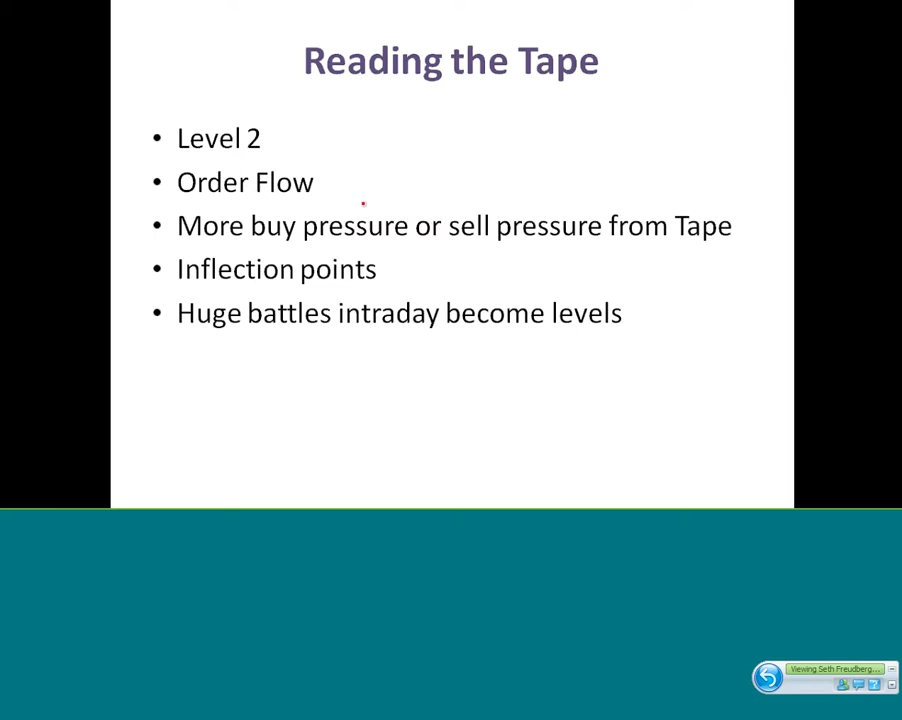 Reading the Tape
• Level 2
• Order Flow
• More buy pressure or sell pressure from Tape
• Inflection points
• Huge battles intraday become levels
Viewing Seth Freudberg...